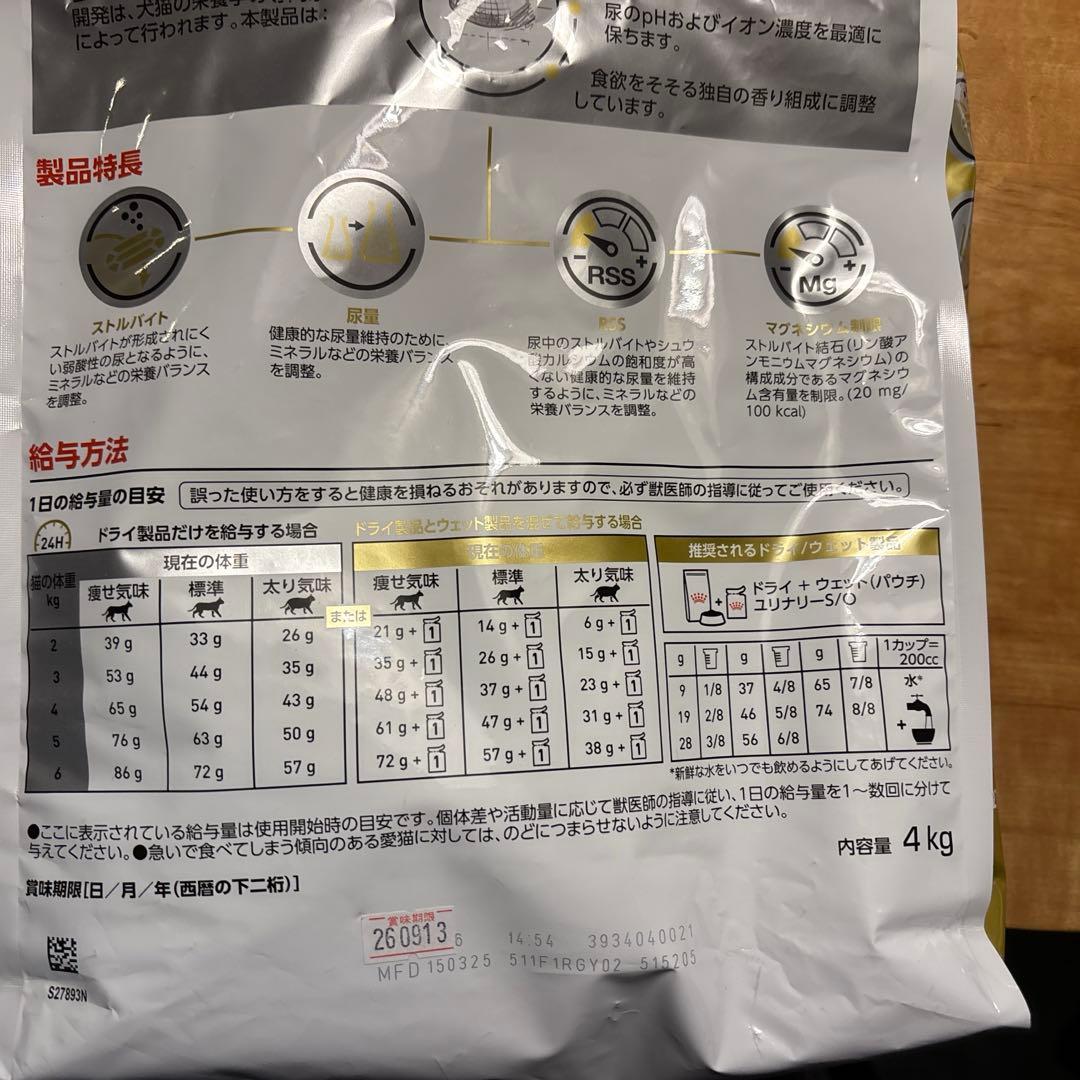 開発は、犬猫の栄養学
によって行われます。本製品は、
尿のpHおよびイオン濃度を最適に
保ちます。
食欲をそそる独自の香り組成に調整
しています。
製品特長
RSS
Mg
ストルバイト
ストルバイトが形成されにく
い弱酸性の尿となるように、
ミネラルなどの栄養バランス
を調整。
尿量
健康的な尿量維持のために、
ミネラルなどの栄養バランス
を調整。
RSS
尿中のストルバイトやシュウ
酸カルシウムの飽和度が高
くない健康的な尿量を維持
するように、ミネラルなどの
栄養バランスを調整。
マグネシウム制限
ストルバイト結石(リン酸ア
ンモニウムマグネシウム)の
構成成分であるマグネシウ
ム含有量を制限。(20 mg/
100 kcal)
給与方法
1日の給与量の目安 誤った使い方をすると健康を損ねるおそれがありますので、必ず獣医師の指導に従ってご使用ください。
24H ドライ製品だけを給与する場合 ドライ製品とウェット製品を混ぜて給与する場合
猫の体重 kg 現在の体重 現在の体重
痩せ気味 標準 太り気味 または 痩せ気味 標準 太り気味
2 39 g 33 g 26 g 21 g + 1 14 g + 1 6 g + 1
3 53 g 44 g 35 g 35 g + 1 26 g + 1 15 g + 1
4 65 g 54 g 43 g 48 g + 1 37 g + 1 23 g + 1
5 76 g 63 g 50 g 61 g + 1 47 g + 1 31 g + 1
6 86 g 72 g 57 g 72 g + 1 57 g + 1 38 g + 1
推奨されるドライ/ウェット製品
+ ドライ + ウェット(パウチ)
ユリナリーS/O
g g g 1カップ=
200cc
9 1/8 37 4/8 65 7/8 水*
19 2/8 46 5/8 74 8/8 +
28 3/8 56 6/8
*新鮮な水をいつでも飲めるようにしてあげてください。
●ここに表示されている給与量は使用開始時の目安です。個体差や活動量に応じて獣医師の指導に従い、1日の給与量を1～数回に分けて
与えてください。●急いで食べてしまう傾向のある愛猫に対しては、のどにつまらせないように注意してください。
内容量 4 kg
賞味期限[日/月/年(西暦の下二桁)]
賞味期限
260913 6 14:54 3934040021
MFD 150325 511F1RGY02 515205
S27893N